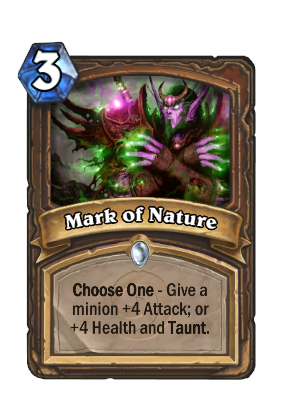 3
Mark of Nature
Choose One - Give a
minion +4 Attack; or
+4 Health and Taunt.